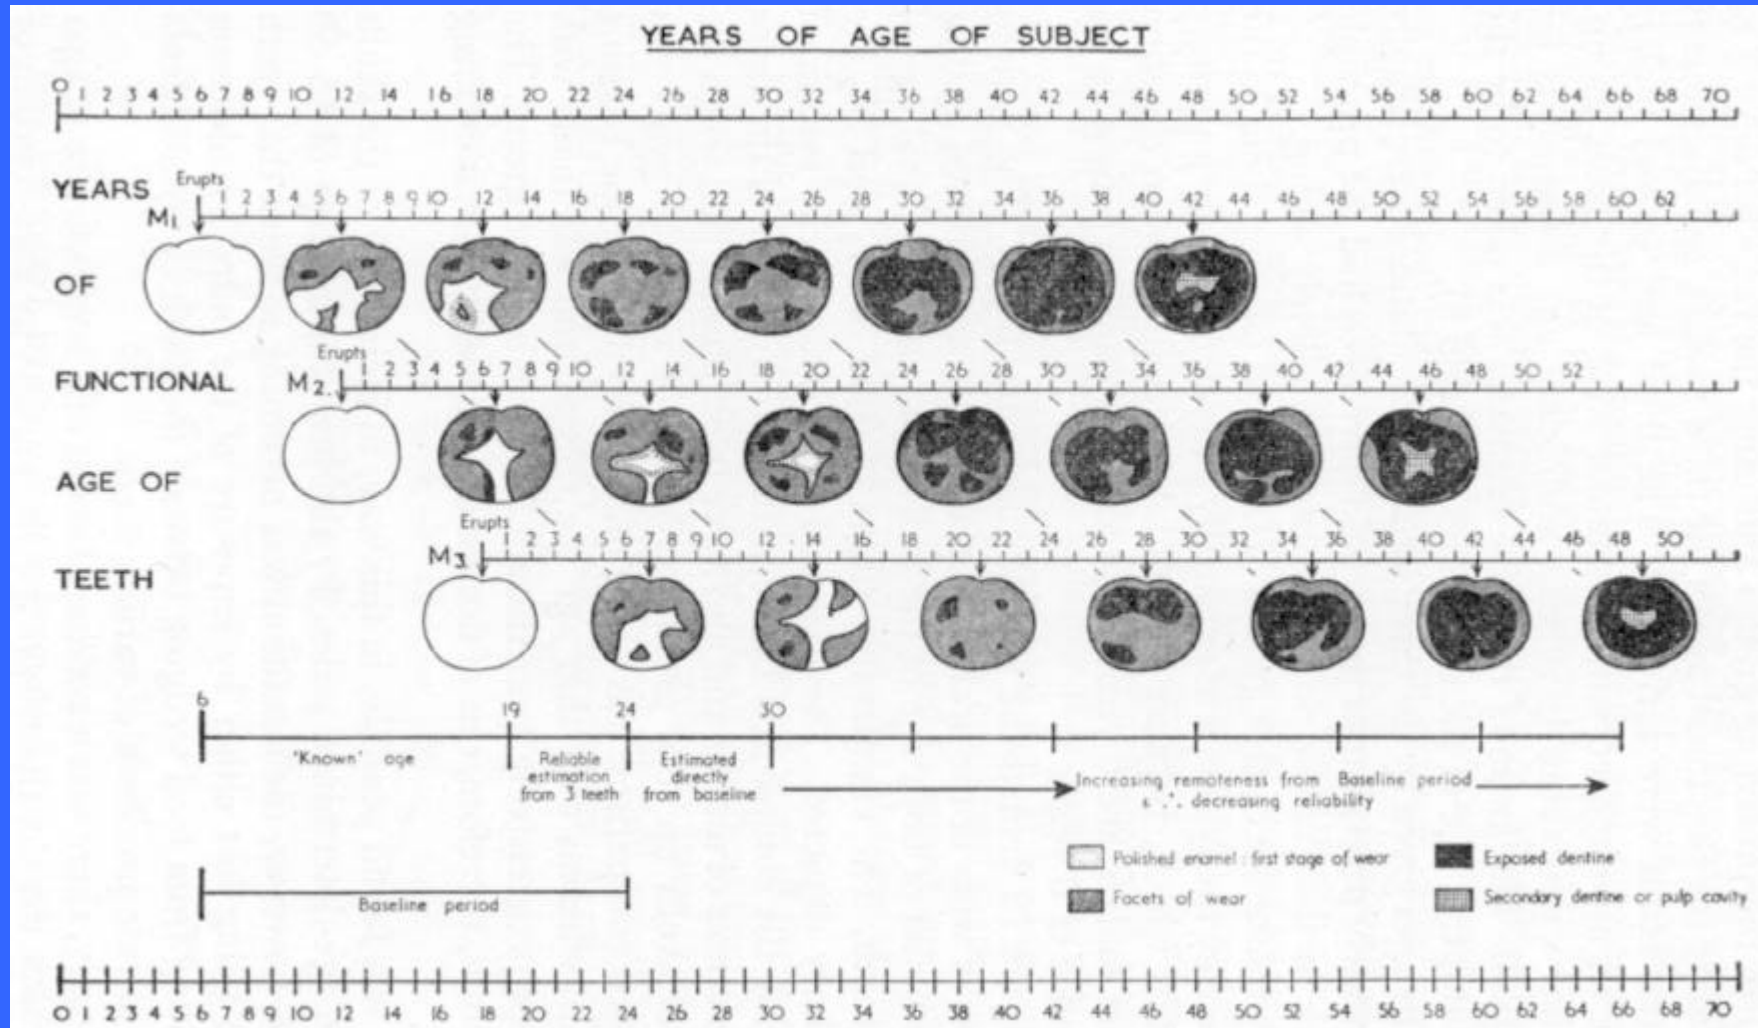 YEARS OF AGE OF SUBJECT
0 1 2 3 4 5 6 7 8 9 10 12 14 16 18 20 22 24 26 28 30 32 34 36 38 40 42 44 46 48 50 52 54 56 58 60 62 64 66 68 70
YEARS
Erupts
M1. 1 2 3 4 5 6 7 8 9 10 12 14 16 18 20 22 24 26 28 30 32 34 36 38 40 42 44 46 48 50 52 54 56 58 60 62
OF
Erupts
FUNCTIONAL M2. 1 2 3 4 5 6 7 8 9 10 12 14 16 18 20 22 24 26 28 30 32 34 36 38 40 42 44 46 48 50 52
AGE OF
Erupts
M3. 1 2 3 4 5 6 7 8 9 10 12 14 16 18 20 22 24 26 28 30 32 34 36 38 40 42 44 46 48 50
TEETH
6 19 24 30
'Known' age
Reliable
estimation
from 3 teeth
Estimated
directly
from baseline
Increasing remoteness from Baseline period
& ∴ decreasing reliability
Polished enamel : first stage of wear
Exposed dentine
Facets of wear
Secondary dentine or pulp cavity
Baseline period
0 1 2 3 4 5 6 7 8 9 10 12 14 16 18 20 22 24 26 28 30 32 34 36 38 40 42 44 46 48 50 52 54 56 58 60 62 64 66 68 70